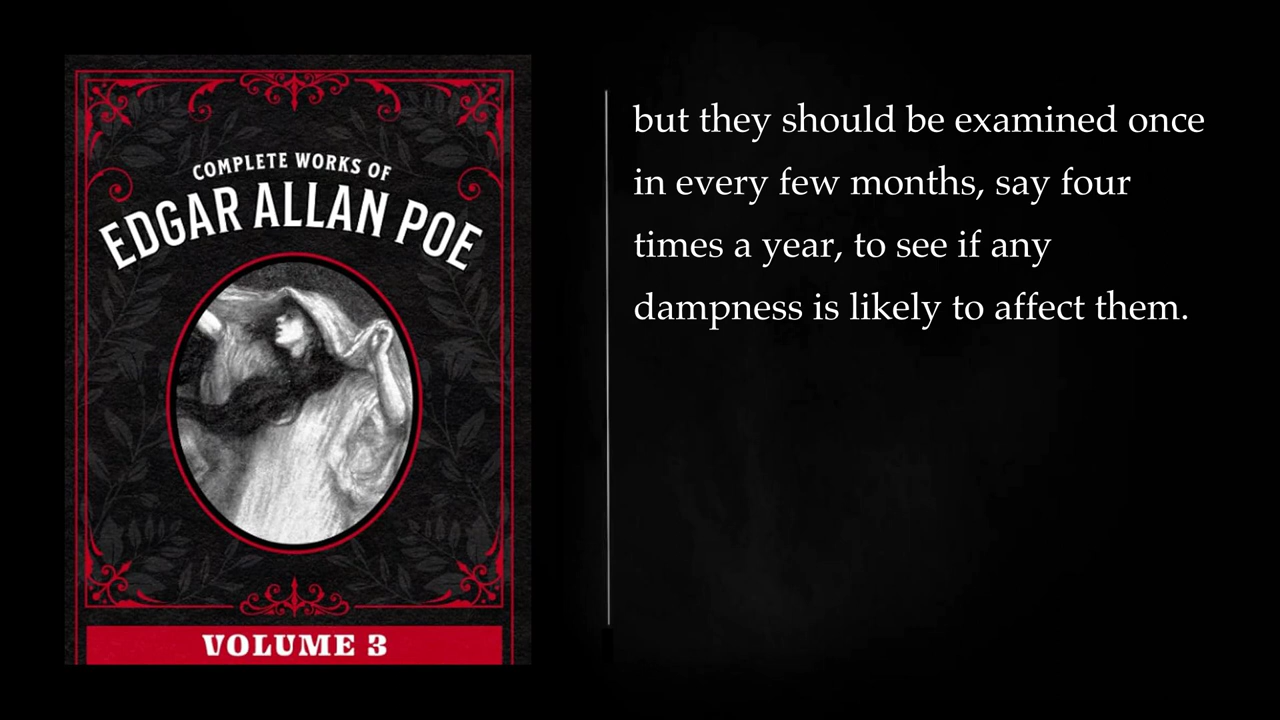 COMPLETE WORKS OF
EDGAR ALLAN POE
VOLUME 3
but they should be examined once
in every few months, say four
times a year, to see if any
dampness is likely to affect them.